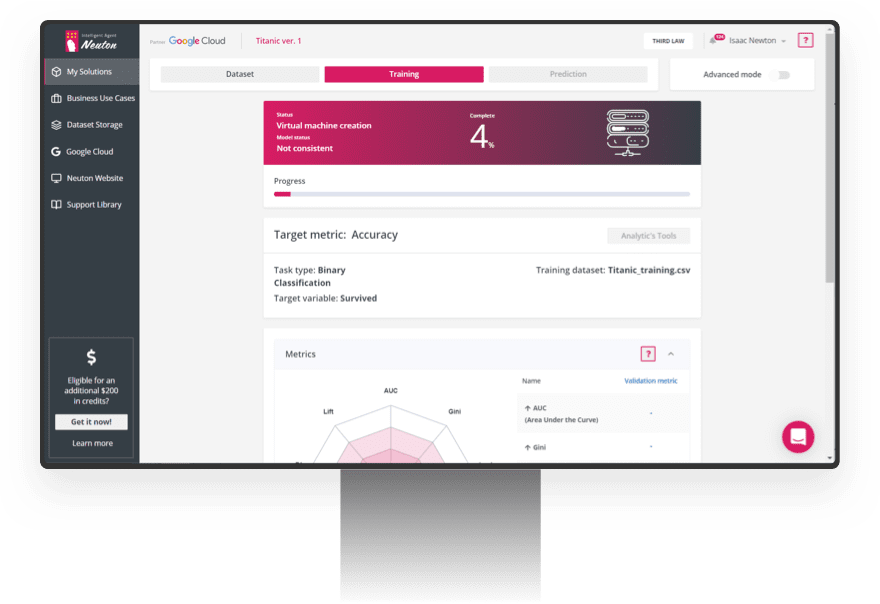 Intelligent Agent
Neuton
My Solutions
Business Use Cases
Dataset Storage
Google Cloud
Neuton Website
Support Library
$
Eligible for an
additional $200
in credits?
Get it now!
Learn more
Partner Google Cloud
Titanic ver. 1
THIRD LAW
Isaac Newton
?
Dataset
Training
Prediction
Advanced mode
Status
Virtual machine creation
Model status
Not consistent
Complete
4%
Progress
Target metric: Accuracy
Analytic's Tools
Task type: Binary
Classification
Target variable: Survived
Training dataset: Titanic_training.csv
Metrics
?
AUC
Lift
Gini
Name
Validation metric
↑ AUC
(Area Under the Curve)
-
↑ Gini
-